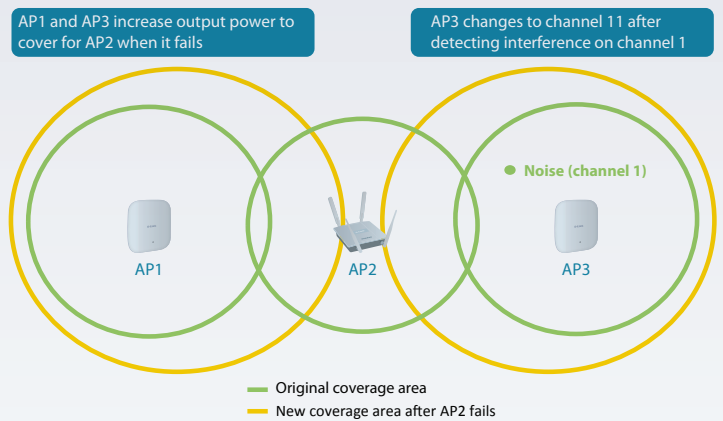 AP1 and AP3 increase output power to
cover for AP2 when it fails
AP3 changes to channel 11 after
detecting interference on channel 1
Noise (channel 1)
AP1
AP2
AP3
Original coverage area
New coverage area after AP2 fails